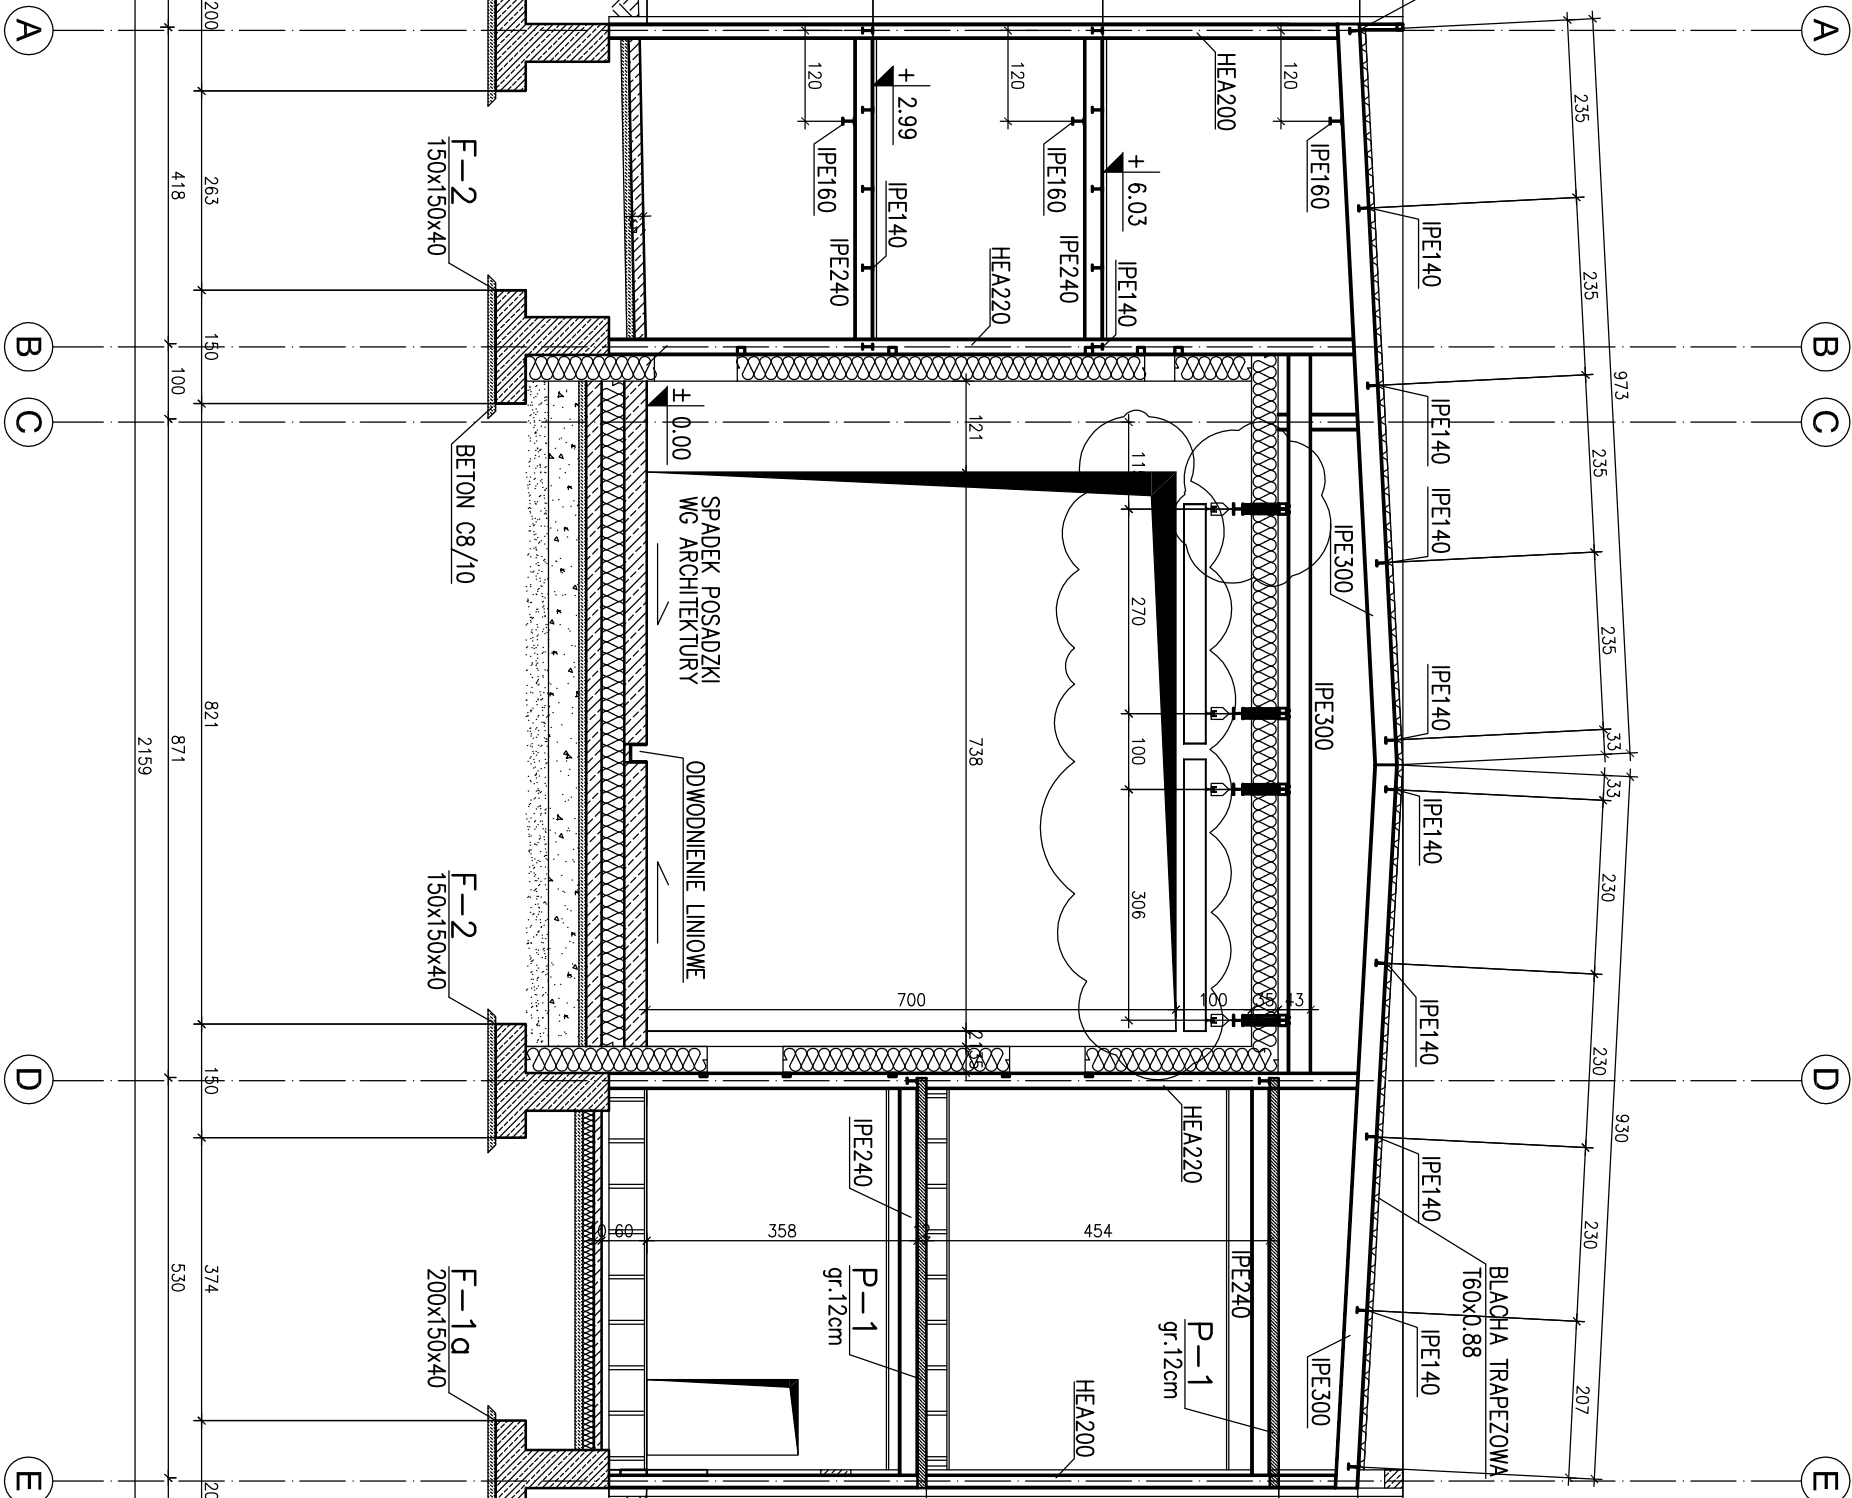 A
B
C
D
E
235
235
235
235
33
973
33
230
230
230
207
930
IPE140
IPE140
IPE140
IPE140
IPE140
IPE140
IPE140
IPE140
BLACHA TRAPEZOWA
T60x0.88
HEA200
120
IPE160
IPE300
IPE300
IPE300
+ 6.03
IPE140
120
IPE160
IPE240
HEA220
+ 2.99
IPE140
120
IPE160
IPE240
± 0.00
121
270
100
306
738
700
100
43
SPADEK POSADZKI
WG ARCHITEKTURY
ODWODNIENIE LINIOWE
HEA220
IPE240
IPE240
60
358
454
P-1
gr.12cm
P-1
gr.12cm
HEA200
F-2
150x150x40
BETON C8/10
F-2
150x150x40
F-1a
200x150x40
200
263
150
821
150
374
418
100
871
530
2159
A
B
C
D
E